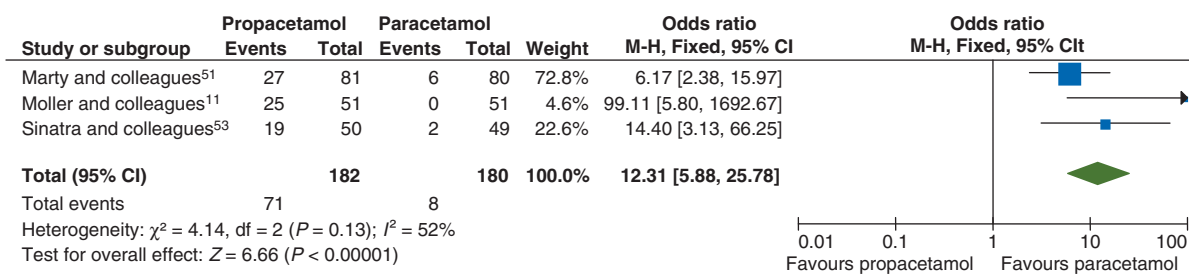 Propacetamol Paracetamol Odds ratio Odds ratio
Study or subgroup Events Total Events Total Weight M-H, Fixed, 95% CI M-H, Fixed, 95% CIt
Marty and colleagues⁵¹ 27 81 6 80 72.8% 6.17 [2.38, 15.97]
Moller and colleagues¹¹ 25 51 0 51 4.6% 99.11 [5.80, 1692.67]
Sinatra and colleagues⁵³ 19 50 2 49 22.6% 14.40 [3.13, 66.25]
Total (95% CI) 182 180 100.0% 12.31 [5.88, 25.78]
Total events 71 8
Heterogeneity: χ² = 4.14, df = 2 (P = 0.13); I² = 52%
Test for overall effect: Z = 6.66 (P < 0.00001)
0.01 0.1 1 10 100
Favours propacetamol Favours paracetamol